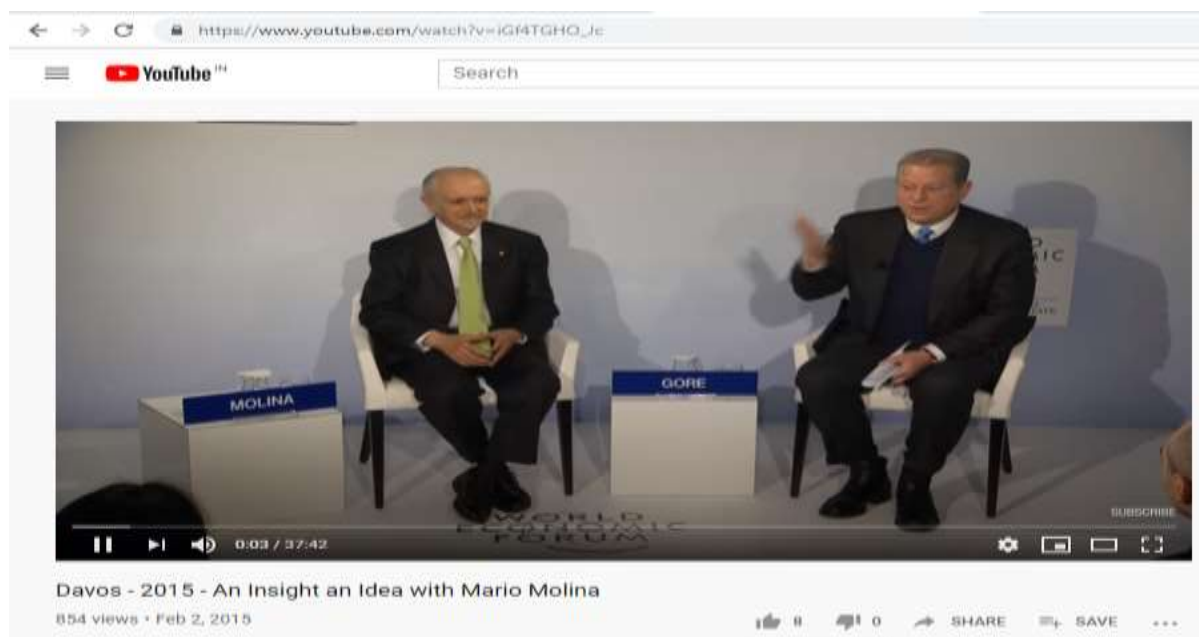 https://www.youtube.com/watch?v=iGf4TGHO_Jc
YouTube IN
Search
MOLINA
GORE
WORLD
ECONOMIC
FORUM
SUBSCRIBE
0:03 / 37:42
Davos - 2015 - An Insight an Idea with Mario Molina
854 views • Feb 2, 2015
8
0
SHARE
SAVE